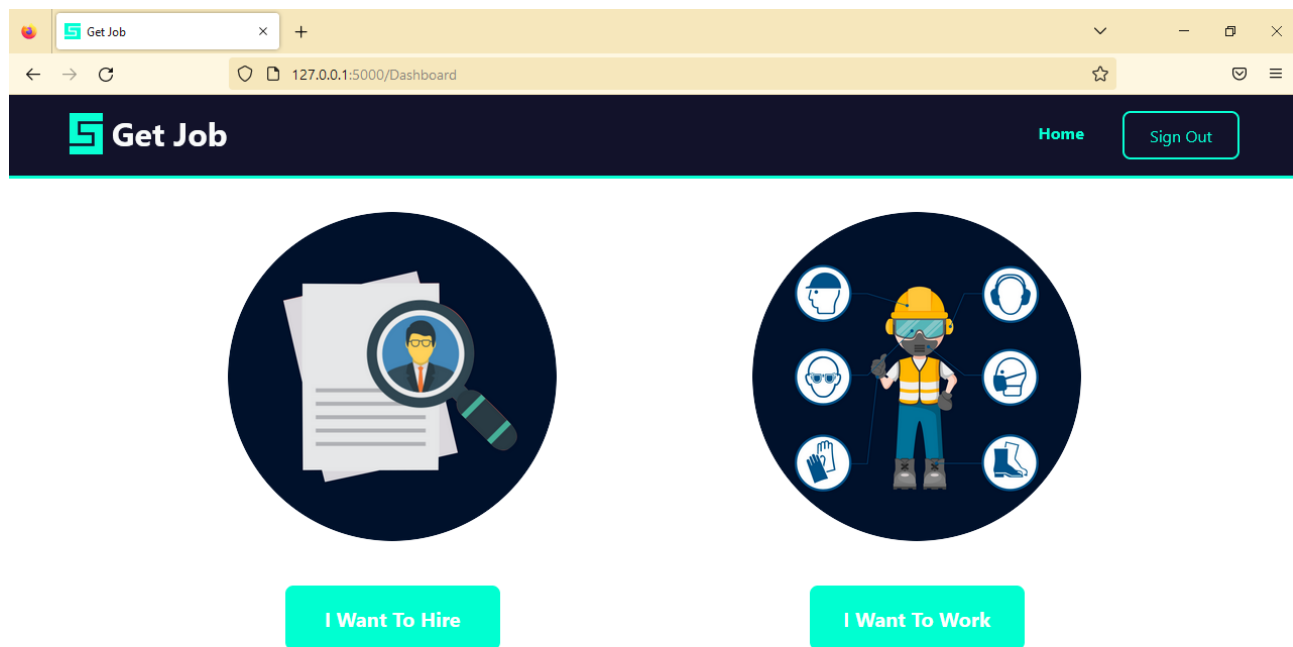 Get Job
127.0.0.1:5000/Dashboard
Get Job
Home
Sign Out
I Want To Hire
I Want To Work